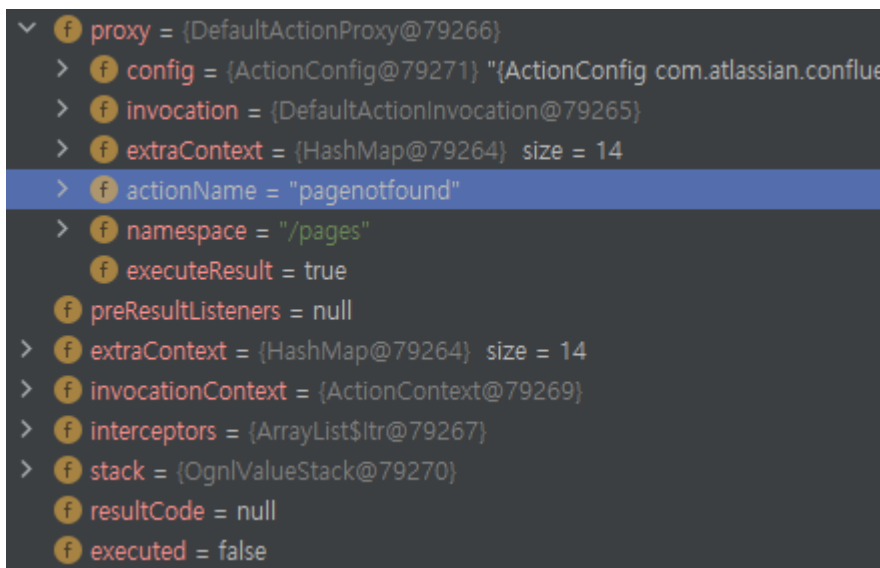 proxy = {DefaultActionProxy@79266}
config = {ActionConfig@79271} "{ActionConfig com.atlassian.conflue
invocation = {DefaultActionInvocation@79265}
extraContext = {HashMap@79264} size = 14
actionName = "pagenotfound"
namespace = "/pages"
executeResult = true
preResultListeners = null
extraContext = {HashMap@79264} size = 14
invocationContext = {ActionContext@79269}
interceptors = {ArrayList$Itr@79267}
stack = {OgnlValueStack@79270}
resultCode = null
executed = false